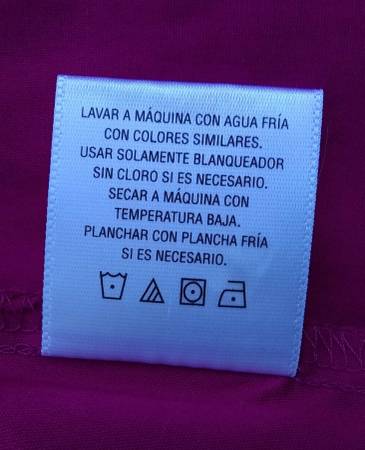 LAVAR A MÁQUINA CON AGUA FRÍA
CON COLORES SIMILARES.
USAR SOLAMENTE BLANQUEADOR
SIN CLORO SI ES NECESARIO.
SECAR A MÁQUINA CON
TEMPERATURA BAJA.
PLANCHAR CON PLANCHA FRÍA
SI ES NECESARIO.